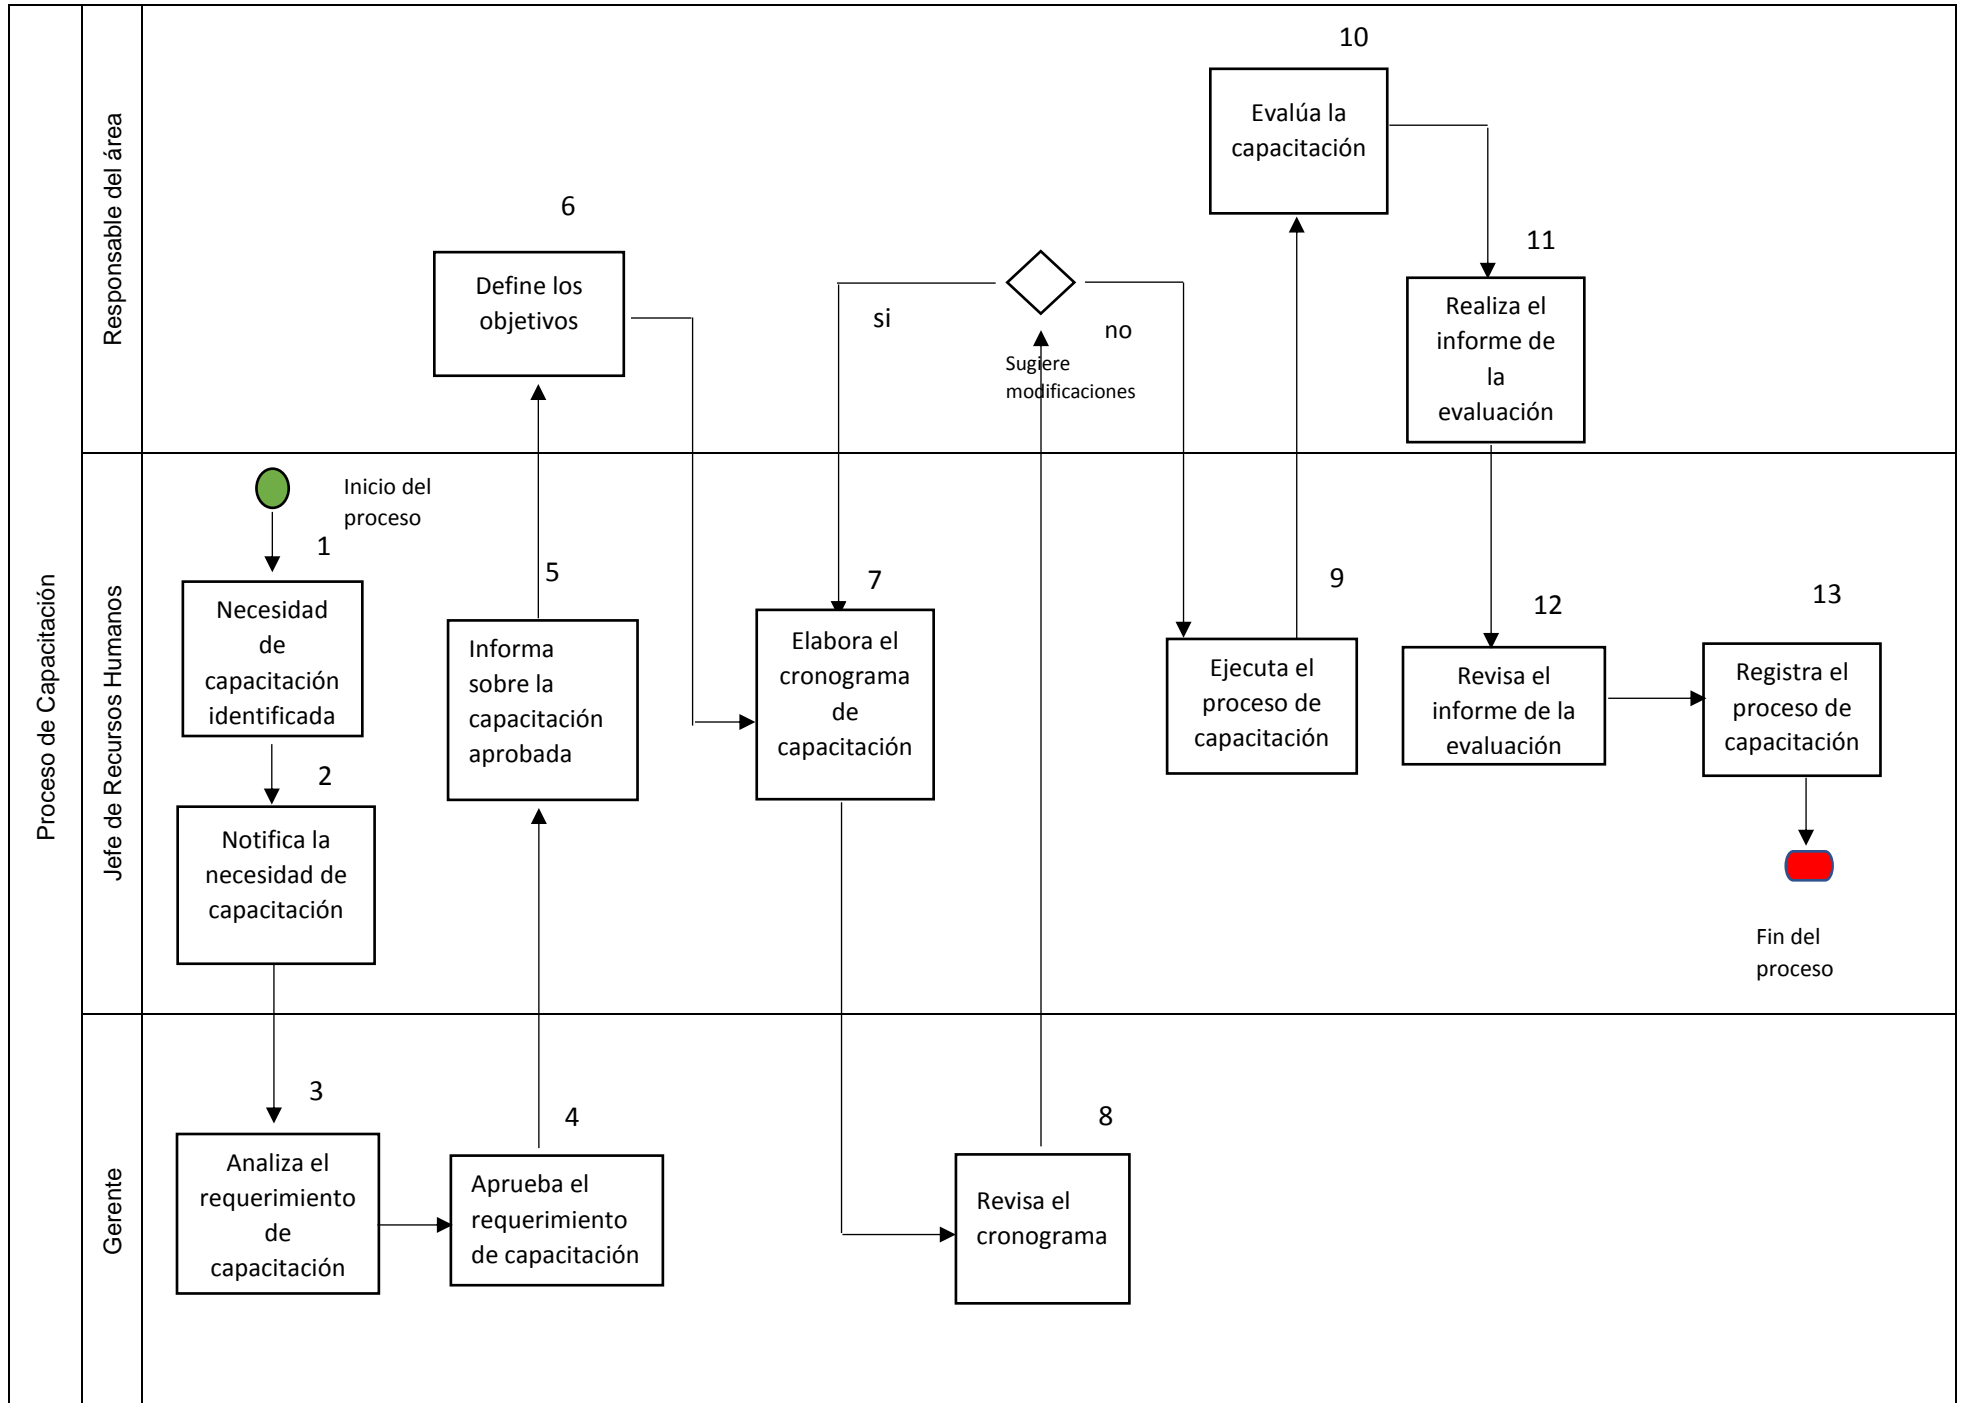 Proceso de Capacitación
Responsable del área
10
Evalúa la
capacitación
6
Define los
objetivos
si
no
Sugiere
modificaciones
11
Realiza el
informe de
la
evaluación
Jefe de Recursos Humanos
Inicio del
proceso
1
Necesidad
de
capacitación
identificada
2
Notifica la
necesidad de
capacitación
5
Informa
sobre la
capacitación
aprobada
7
Elabora el
cronograma
de
capacitación
9
Ejecuta el
proceso de
capacitación
12
Revisa el
informe de la
evaluación
13
Registra el
proceso de
capacitación
Fin del
proceso
Gerente
3
Analiza el
requerimiento
de
capacitación
4
Aprueba el
requerimiento
de capacitación
8
Revisa el
cronograma